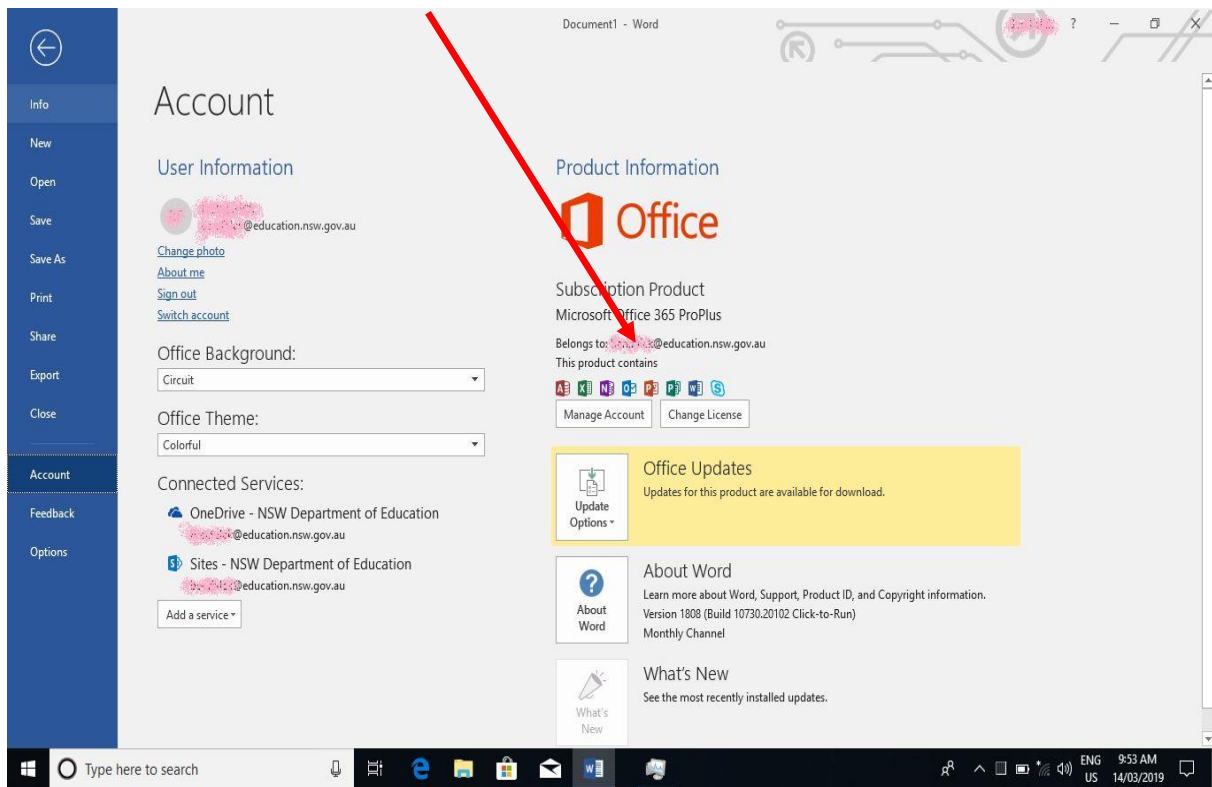 Document1 - Word
?
Info
New
Open
Save
Save As
Print
Share
Export
Close
Account
Feedback
Options
Account
User Information
@education.nsw.gov.au
Change photo
About me
Sign out
Switch account
Office Background:
Circuit
Office Theme:
Colorful
Connected Services:
OneDrive - NSW Department of Education
@education.nsw.gov.au
Sites - NSW Department of Education
@education.nsw.gov.au
Add a service
Product Information
Office
Subscription Product
Microsoft Office 365 ProPlus
Belongs to: @education.nsw.gov.au
This product contains
Manage Account
Change License
Update
Options
Office Updates
Updates for this product are available for download.
About
Word
About Word
Learn more about Word, Support, Product ID, and Copyright information.
Version 1808 (Build 10730.20102 Click-to-Run)
Monthly Channel
What's
New
What's New
See the most recently installed updates.
Type here to search
ENG
US
9:53 AM
14/03/2019